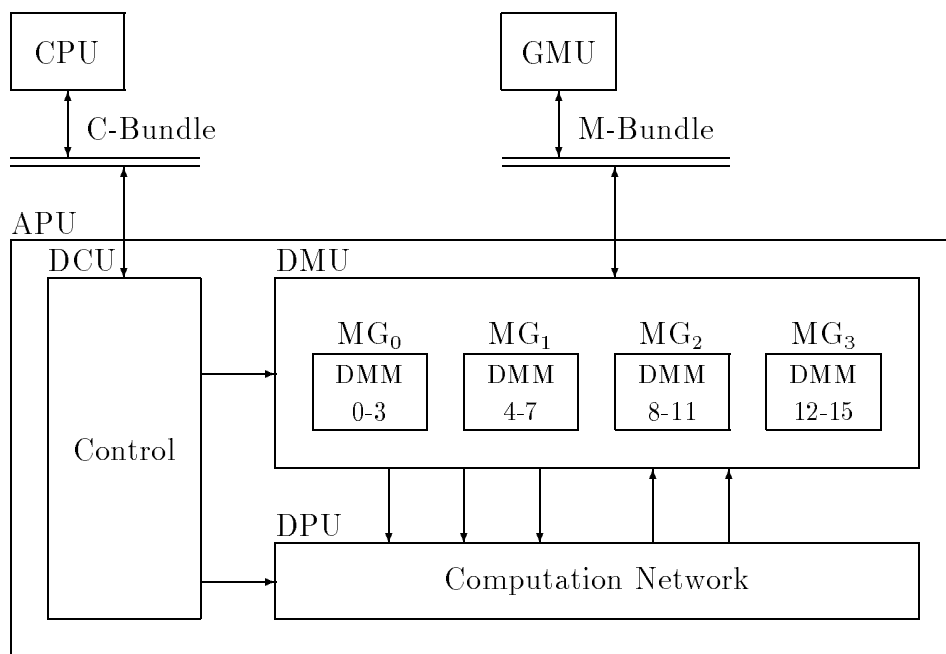 CPU
GMU
C-Bundle
M-Bundle
APU
DCU
DMU
MG₀
MG₁
MG₂
MG₃
DMM
0-3
DMM
4-7
DMM
8-11
DMM
12-15
Control
DPU
Computation Network